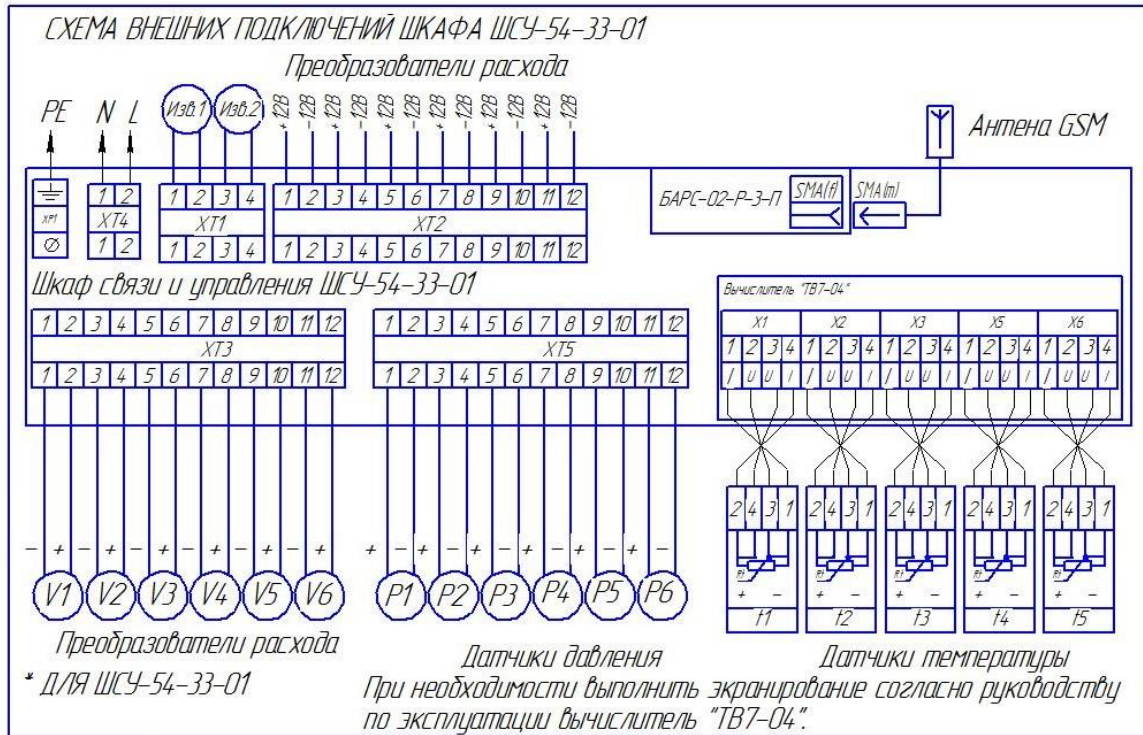 СХЕМА ВНЕШНИХ ПОДКЛЮЧЕНИЙ ШКАФА ШСУ-54-33-01
Преобразователи расхода
PE N L Изв.1 Изв.2 +12В -12В +12В -12В +12В -12В +12В -12В +12В -12В +12В -12В
Антена GSM
1 2 1 2 3 4 1 2 3 4 5 6 7 8 9 10 11 12
БАРС-02-Р-3-П SMA(f) SMA(m)
XP1 XT4 XT1 XT2
1 2 1 2 3 4 1 2 3 4 5 6 7 8 9 10 11 12
Шкаф связи и управления ШСУ-54-33-01
Вычислитель "ТВ7-04"
1 2 3 4 5 6 7 8 9 10 11 12 1 2 3 4 5 6 7 8 9 10 11 12
XT3 XT5
1 2 3 4 5 6 7 8 9 10 11 12 1 2 3 4 5 6 7 8 9 10 11 12
X1 X2 X3 X5 X6
1 2 3 4 1 2 3 4 1 2 3 4 1 2 3 4 1 2 3 4
I U U I I U U I I U U I I U U I I U U I
2 4 3 1 2 4 3 1 2 4 3 1 2 4 3 1 2 4 3 1
Rt Rt Rt Rt Rt
+ - + - + - + - + -
t1 t2 t3 t4 t5
- + - + - + - + - + - + + - + - + - + - + - + -
V1 V2 V3 V4 V5 V6 P1 P2 P3 P4 P5 P6
Преобразователи расхода
Датчики давления
Датчики температуры
* ДЛЯ ШСУ-54-33-01
При необходимости выполнить экранирование согласно руководству
по эксплуатации вычислитель "ТВ7-04".